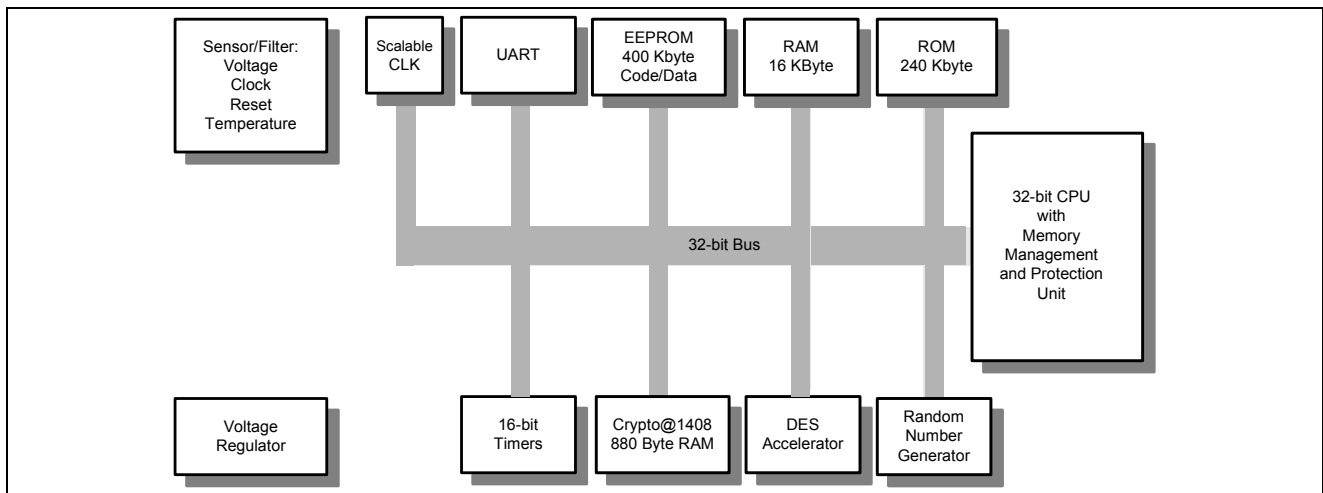 Sensor/Filter:
Voltage
Clock
Reset
Temperature
Scalable
CLK
UART
EEPROM
400 Kbyte
Code/Data
RAM
16 KByte
ROM
240 Kbyte
32-bit CPU
with
Memory
Management
and Protection
Unit
32-bit Bus
Voltage
Regulator
16-bit
Timers
Crypto@1408
880 Byte RAM
DES
Accelerator
Random
Number
Generator